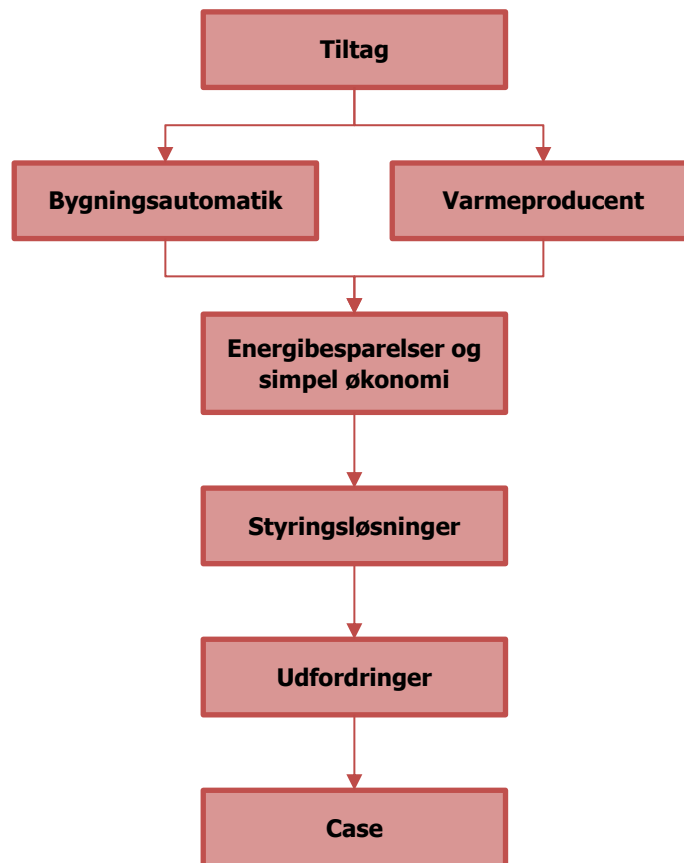 Tiltag
Bygningsautomatik
Varmeproducent
Energibesparelser og
simpel økonomi
Styringsløsninger
Udfordringer
Case